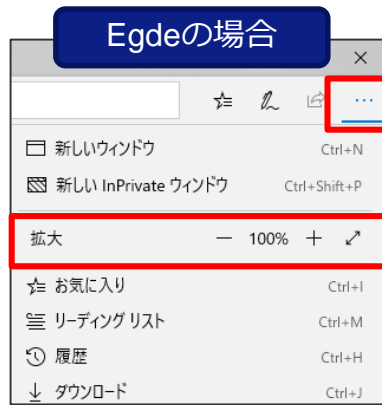 Egdeの場合
新しいウィンドウ Ctrl+N
新しい InPrivate ウィンドウ Ctrl+Shift+P
拡大 － 100% ＋
お気に入り Ctrl+I
リーディング リスト Ctrl+M
履歴 Ctrl+H
ダウンロード Ctrl+J